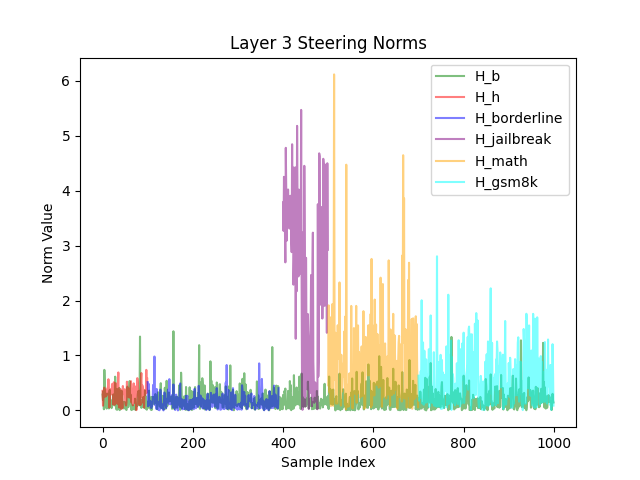 Layer 3 Steering Norms
H_b
H_h
H_borderline
H_jailbreak
H_math
H_gsm8k
Norm Value
6
5
4
3
2
1
0
0
200
400
600
800
1000
Sample Index